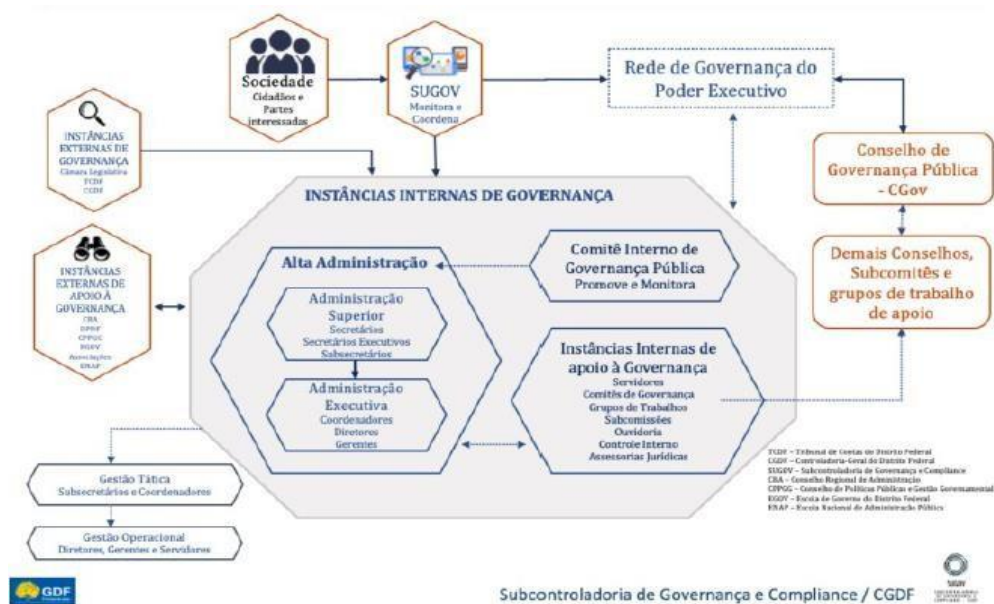 Sociedade
Cidadãos e
Partes
interessadas
SUGOV
Monitora e
Coordena
Rede de Governança do
Poder Executivo
INSTÂNCIAS
EXTERNAS DE
GOVERNANÇA
Câmara Legislativa
TCDF
CGDF
Conselho de
Governança Pública
- CGov
INSTÂNCIAS INTERNAS DE GOVERNANÇA
INSTÂNCIAS
EXTERNAS DE
APOIO À
GOVERNANÇA
CRA
CPPGG
EGOV
Associações
ENAP
Alta Administração
Administração
Superior
Secretários
Secretários Executivos
Subsecretários
Administração
Executiva
Coordenadores
Diretores
Gerentes
Comitê Interno de
Governança Pública
Promove e Monitora
Demais Conselhos,
Subcomitês e
grupos de trabalho
de apoio
Instâncias Internas de
apoio à Governança
Servidores
Comitês de Governança
Grupos de Trabalhos
Subcomissões
Ouvidoria
Controle Interno
Assessorias Jurídicas
Gestão Tática
Subsecretários e Coordenadores
Gestão Operacional
Diretores, Gerentes e Servidores
TCDF – Tribunal de Contas do Distrito Federal
CGDF – Controladoria-Geral do Distrito Federal
SUGOV – Subcontroladoria de Governança e Compliance
CRA – Conselho Regional de Administração
CPPGG – Conselho de Políticas Públicas e Gestão Governamental
EGOV – Escola de Governo do Distrito Federal
ENAP – Escola Nacional de Administração Pública
GDF
Subcontroladoria de Governança e Compliance / CGDF
SUGOV